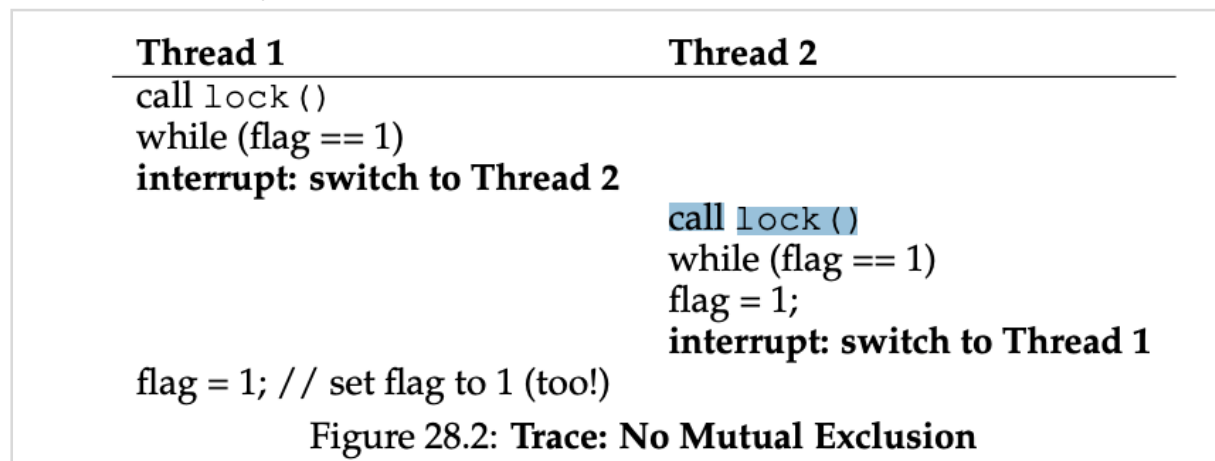 Thread 1 Thread 2
call lock()
while (flag == 1)
interrupt: switch to Thread 2
call lock()
while (flag == 1)
flag = 1;
interrupt: switch to Thread 1
flag = 1; // set flag to 1 (too!)
Figure 28.2: Trace: No Mutual Exclusion